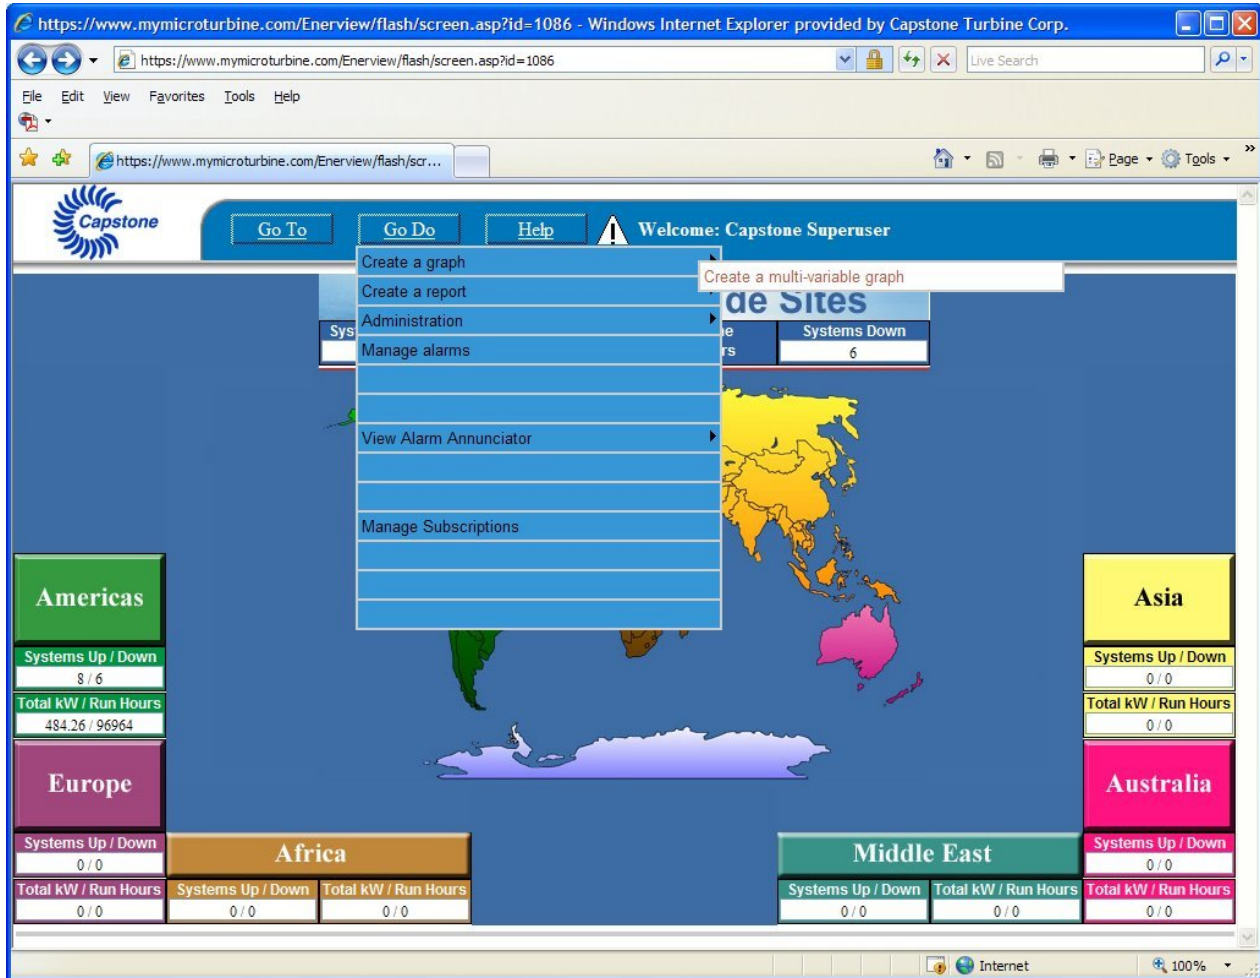 https://www.mymicroturbine.com/Enerview/flash/screen.asp?id=1086 - Windows Internet Explorer provided by Capstone Turbine Corp.
https://www.mymicroturbine.com/Enerview/flash/screen.asp?id=1086
Live Search
File Edit View Favorites Tools Help
https://www.mymicroturbine.com/Enerview/flash/scr...
Page Tools
Capstone
Go To Go Do Help Welcome: Capstone Superuser
Create a graph
Create a multi-variable graph
Create a report
de Sites
Administration
Systems Down
Manage alarms
6
View Alarm Annunciator
Manage Subscriptions
Americas
Systems Up / Down
8 / 6
Total kW / Run Hours
484.26 / 96964
Asia
Systems Up / Down
0 / 0
Total kW / Run Hours
0 / 0
Europe
Systems Up / Down
0 / 0
Total kW / Run Hours
0 / 0
Africa
Systems Up / Down Total kW / Run Hours
0 / 0 0 / 0
Middle East
Systems Up / Down Total kW / Run Hours
0 / 0 0 / 0
Australia
Systems Up / Down
0 / 0
Total kW / Run Hours
0 / 0
Internet 100%